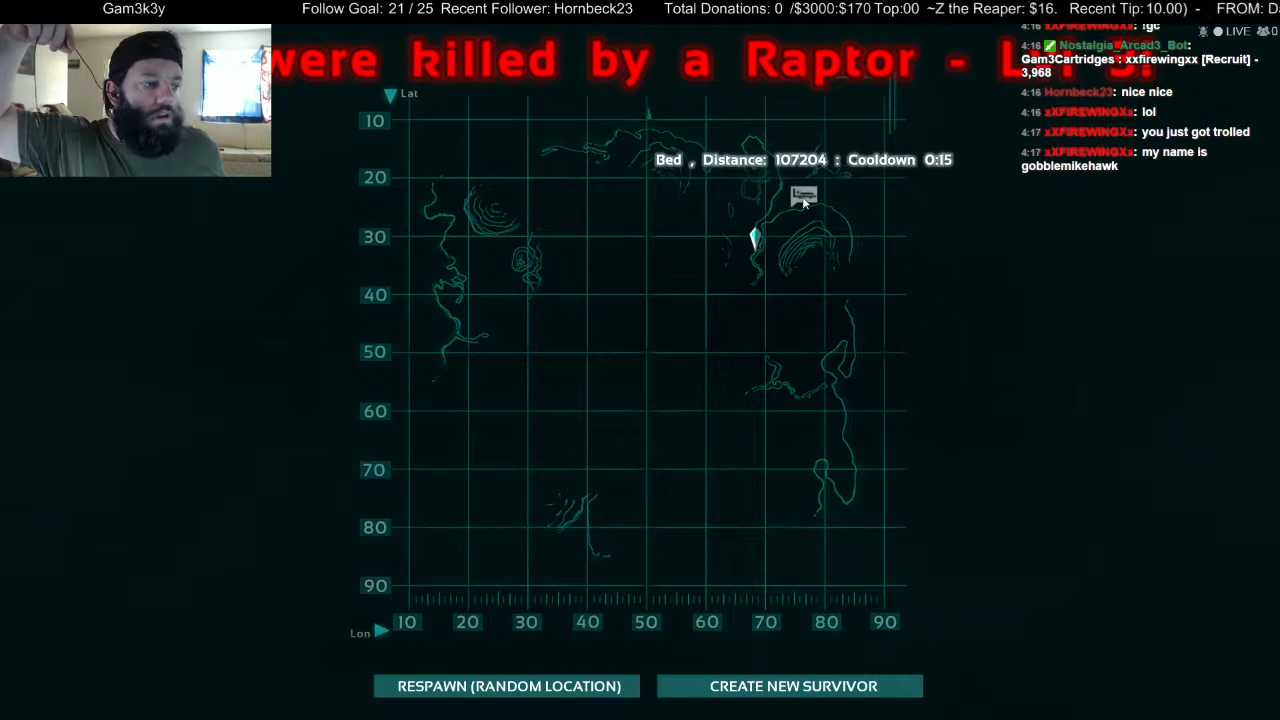 Gam3k3y
Follow Goal: 21 / 25 Recent Follower: Hornbeck23
Total Donations: 0 /$3000:$170 Top:00 ~Z the Reaper: $16. Recent Tip:10.00) - FROM:
were killed by a Raptor -
!gc
LIVE 0
4:16 Nostalgia_Arcad3_Bot:
Gam3Cartridges : xxfirewingxx [Recruit] -
3,968
4:16 Hornbeck23: nice nice
4:16 xXFIREWINGXx: lol
4:17 xXFIREWINGXx: you just got trolled
4:17 xXFIREWINGXx: my name is
gobblemikehawk
Lat
10
Bed , Distance: 107204 : Cooldown 0:15
20
30
40
50
60
70
80
90
Lon 10 20 30 40 50 60 70 80 90
RESPAWN (RANDOM LOCATION)
CREATE NEW SURVIVOR